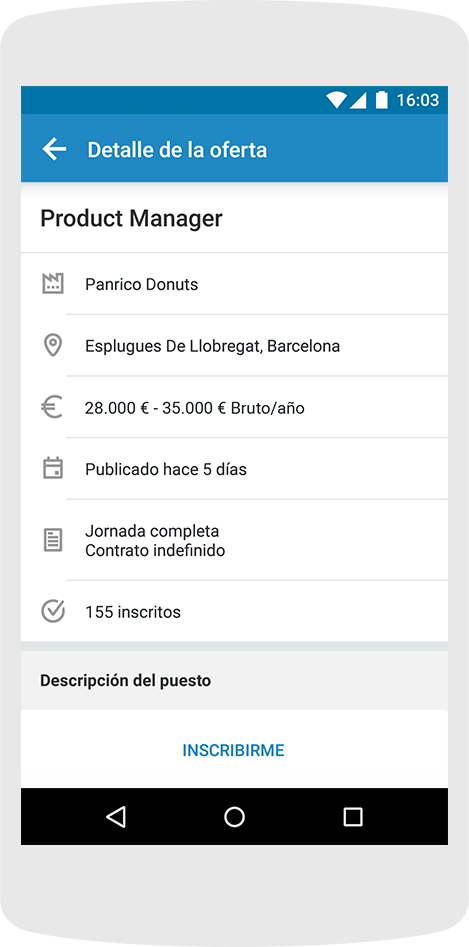 16:03
Detalle de la oferta
Product Manager
Panrico Donuts
Esplugues De Llobregat, Barcelona
28.000 € - 35.000 € Bruto/año
Publicado hace 5 días
Jornada completa
Contrato indefinido
155 inscritos
Descripción del puesto
INSCRIBIRME